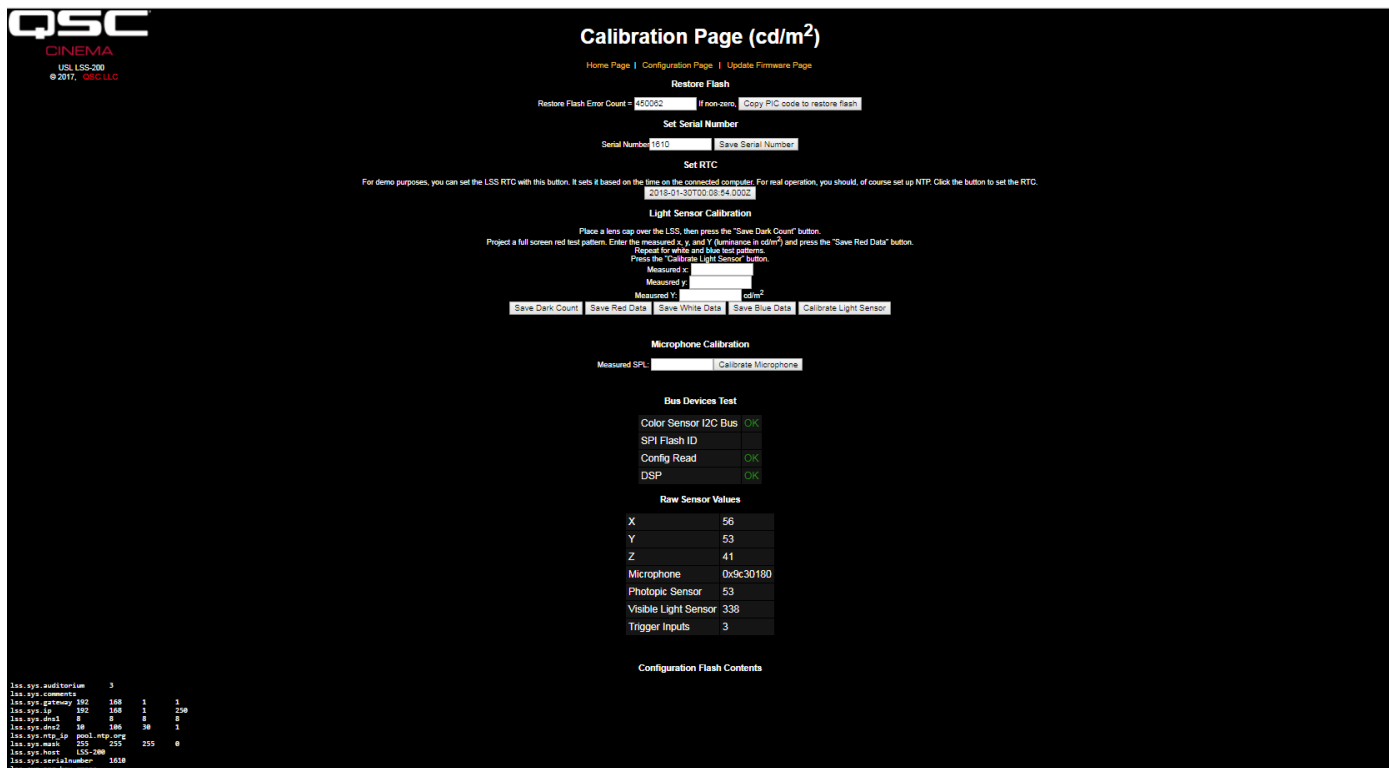 QSC
CINEMA
USL LSS-200
© 2017, QSC LLC
Calibration Page (cd/m2)
Home Page | Configuration Page | Update Firmware Page
Restore Flash
Restore Flash Error Count = 450062 If non-zero, Copy PIC code to restore flash
Set Serial Number
Serial Number 1610 Save Serial Number
Set RTC
For demo purposes, you can set the LSS RTC with this button. It sets it based on the time on the connected computer. For real operation, you should, of course set up NTP. Click the button to set the RTC.
2018-01-30T00:08:54.000Z
Light Sensor Calibration
Place a lens cap over the LSS, then press the "Save Dark Count" button.
Project a full screen red test pattern. Enter the measured x, y, and Y (luminance in cd/m2) and press the "Save Red Data" button.
Repeat for white and blue test patterns.
Press the "Calibrate Light Sensor" button.
Measured x:
Meausred y:
Meausred Y: cd/m2
Save Dark Count Save Red Data Save White Data Save Blue Data Calibrate Light Sensor
Microphone Calibration
Measured SPL: Calibrate Microphone
Bus Devices Test
Color Sensor I2C Bus OK
SPI Flash ID
Config Read OK
DSP OK
Raw Sensor Values
X 56
Y 53
Z 41
Microphone 0x9c30180
Photopic Sensor 53
Visible Light Sensor 338
Trigger Inputs 3
Configuration Flash Contents
lss.sys.auditorium 3
lss.sys.comments
lss.sys.gateway 192 168 1 1
lss.sys.ip 192 168 1 250
lss.sys.dns1 8 8 8 8
lss.sys.dns2 10 106 30 1
lss.sys.ntp_ip pool.ntp.org
lss.sys.mask 255 255 255 0
lss.sys.host LSS-200
lss.sys.serialnumber 1610